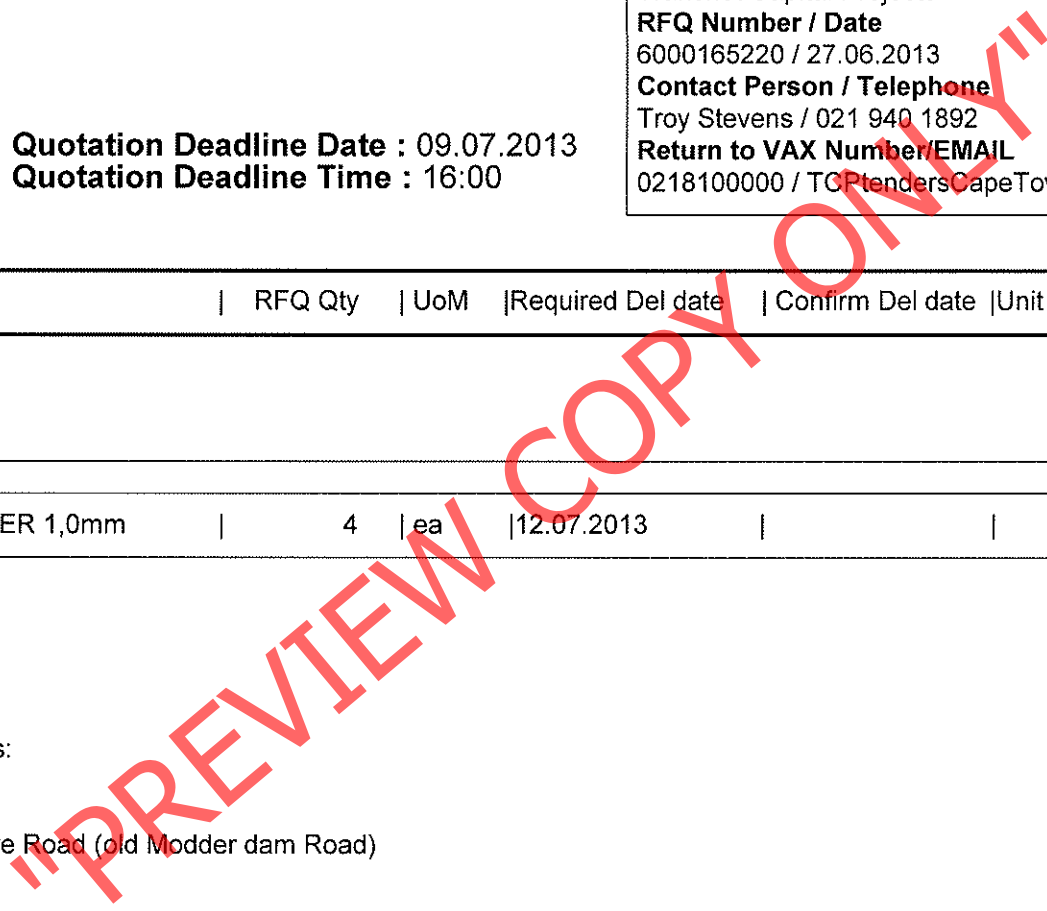 RFQ Number / Date
6000165220 / 27.06.2013
Contact Person / Telephone
Troy Stevens / 021 940 1892
Return to VAX Number/EMAIL
0218100000 / TCPtendersCapeTov
Quotation Deadline Date : 09.07.2013
Quotation Deadline Time : 16:00
| RFQ Qty | UoM |Required Del date | Confirm Del date |Unit
ER 1,0mm | 4 | ea |12.07.2013 | |
s:
e Road (old Modder dam Road)
"PREVIEW COPY ONLY"